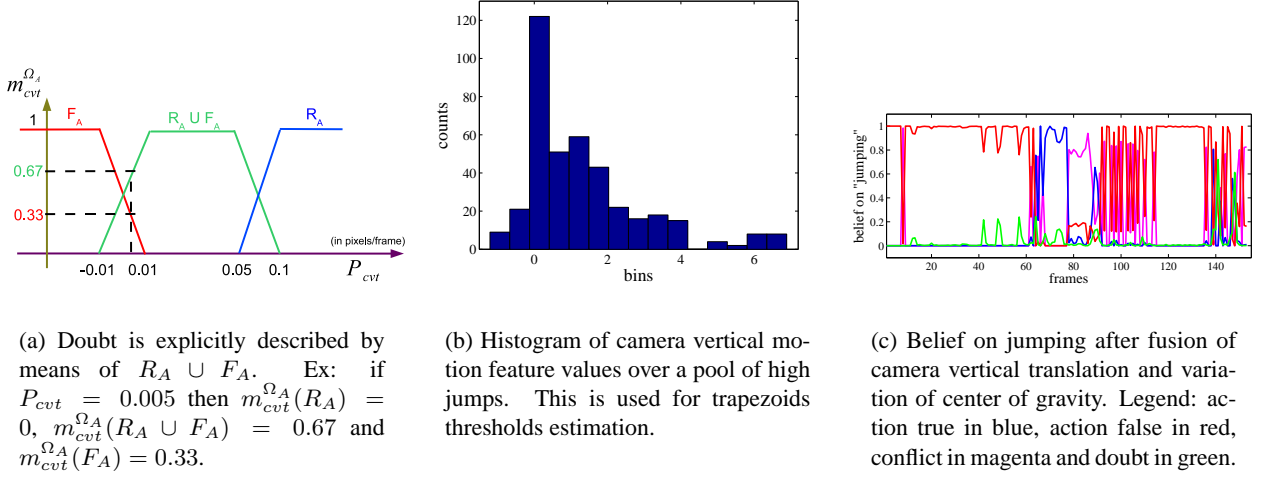 m_{cvt}^{Ω_A}
1
F_A
R_A U F_A
R_A
0.67
0.33
(in pixels/frame)
-0.01 0.01 0.05 0.1 P_{cvt}
120
100
80
60
40
20
0
counts
0 2 4 6
bins
1
0.8
0.6
0.4
0.2
0
belief on "jumping"
20 40 60 80 100 120 140
frames
(a) Doubt is explicitly described by
means of R_A ∪ F_A. Ex: if
P_{cvt} = 0.005 then m_{cvt}^{Ω_A}(R_A) =
0, m_{cvt}^{Ω_A}(R_A ∪ F_A) = 0.67 and
m_{cvt}^{Ω_A}(F_A) = 0.33.
(b) Histogram of camera vertical mo-
tion feature values over a pool of high
jumps. This is used for trapezoids
thresholds estimation.
(c) Belief on jumping after fusion of
camera vertical translation and varia-
tion of center of gravity. Legend: ac-
tion true in blue, action false in red,
conflict in magenta and doubt in green.